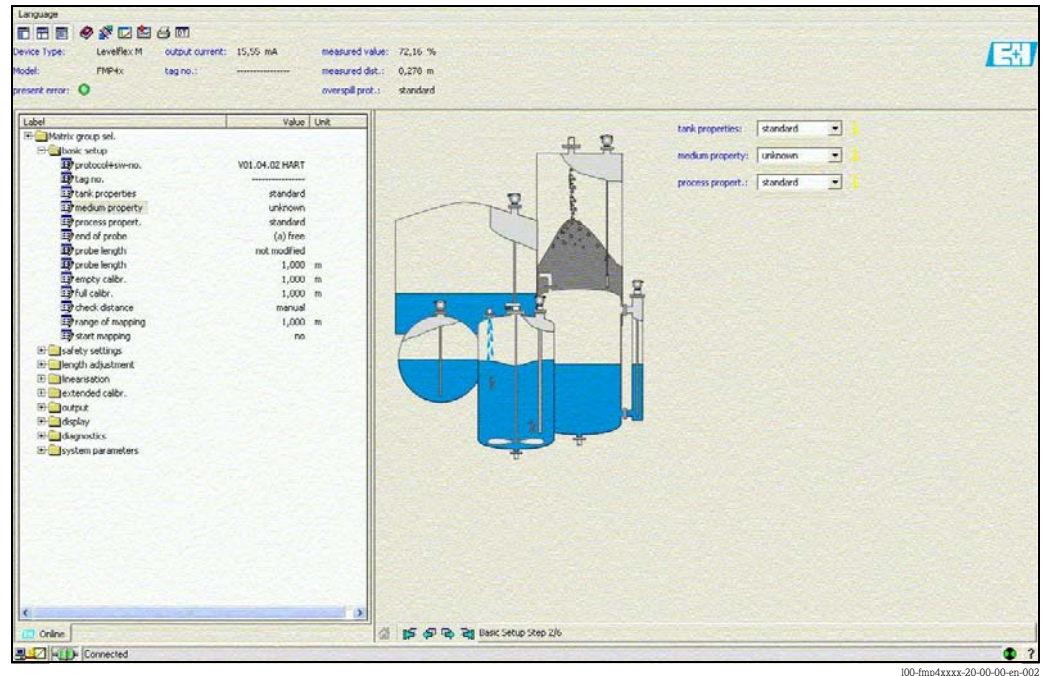 Language
Device Type: Levelflex M output current: 15,55 mA measured value: 72,16 %
Model: FMP4x tag no.: ---------------- measured dist.: 0,278 m
present error: overspill prot.: standard
E+H
Label Value Unit
Matrix group sel.
basic setup
protocol+sw-no. V01.04.02 HART
tag no. ----------------
tank properties standard
medium property unknown
process propert. standard
end of probe (a) free
probe length not modified
probe length 1,000 m
empty calibr. 1,000 m
full calibr. 1,000 m
check distance manual
range of mapping 1,000 m
start mapping no
safety settings
length adjustment
linearisation
extended calibr.
output
display
diagnostics
system parameters
tank properties: standard
medium property: unknown
process propert.: standard
Online
Basic Setup Step 2/6
Connected
?
l00-fmp4xxxx-20-00-00-en-002